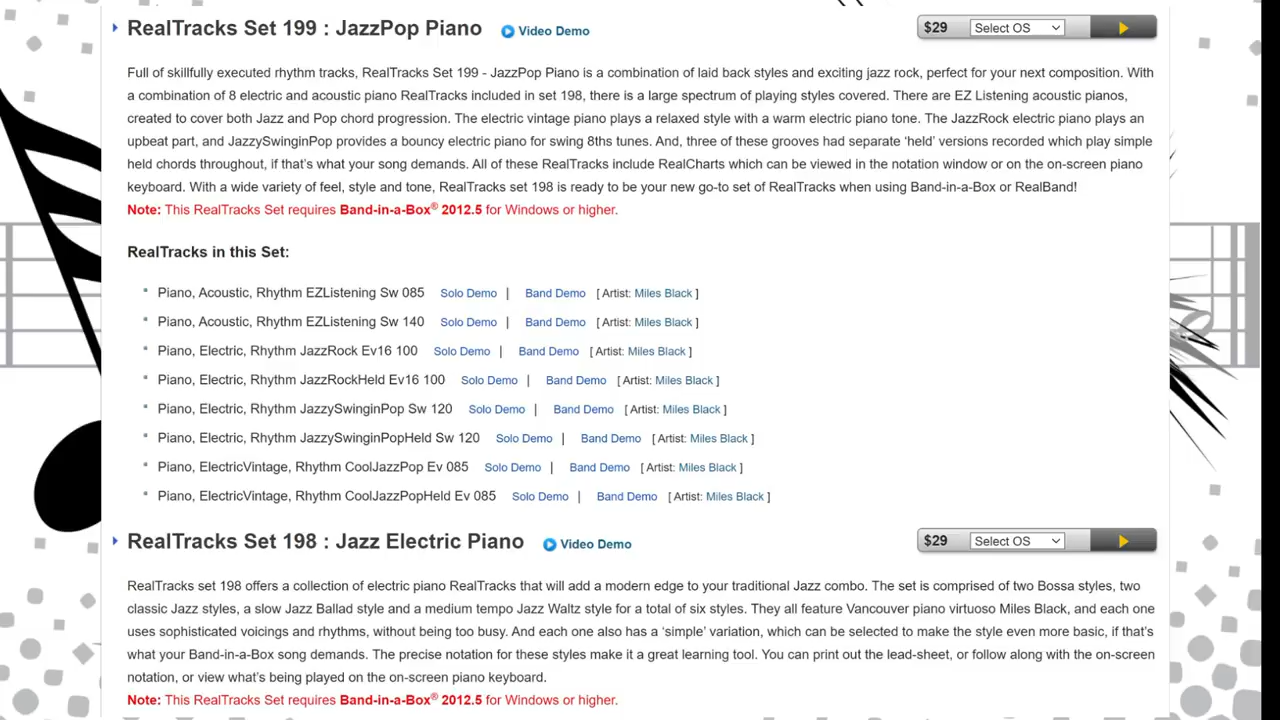 RealTracks Set 199 : JazzPop Piano Video Demo $29 Select OS
Full of skillfully executed rhythm tracks, RealTracks Set 199 - JazzPop Piano is a combination of laid back styles and exciting jazz rock, perfect for your next composition. With
a combination of 8 electric and acoustic piano RealTracks included in set 198, there is a large spectrum of playing styles covered. There are EZ Listening acoustic pianos,
created to cover both Jazz and Pop chord progression. The electric vintage piano plays a relaxed style with a warm electric piano tone. The JazzRock electric piano plays an
upbeat part, and JazzySwinginPop provides a bouncy electric piano for swing 8ths tunes. And, three of these grooves had separate ‘held’ versions recorded which play simple
held chords throughout, if that’s what your song demands. All of these RealTracks include RealCharts which can be viewed in the notation window or on the on-screen piano
keyboard. With a wide variety of feel, style and tone, RealTracks set 198 is ready to be your new go-to set of RealTracks when using Band-in-a-Box or RealBand!
Note: This RealTracks Set requires Band-in-a-Box® 2012.5 for Windows or higher.
RealTracks in this Set:
Piano, Acoustic, Rhythm EZListening Sw 085 Solo Demo | Band Demo [ Artist: Miles Black ]
Piano, Acoustic, Rhythm EZListening Sw 140 Solo Demo | Band Demo [ Artist: Miles Black ]
Piano, Electric, Rhythm JazzRock Ev16 100 Solo Demo | Band Demo [ Artist: Miles Black ]
Piano, Electric, Rhythm JazzRockHeld Ev16 100 Solo Demo | Band Demo [ Artist: Miles Black ]
Piano, Electric, Rhythm JazzySwinginPop Sw 120 Solo Demo | Band Demo [ Artist: Miles Black ]
Piano, Electric, Rhythm JazzySwinginPopHeld Sw 120 Solo Demo | Band Demo [ Artist: Miles Black ]
Piano, ElectricVintage, Rhythm CoolJazzPop Ev 085 Solo Demo | Band Demo [ Artist: Miles Black ]
Piano, ElectricVintage, Rhythm CoolJazzPopHeld Ev 085 Solo Demo | Band Demo [ Artist: Miles Black ]
RealTracks Set 198 : Jazz Electric Piano Video Demo $29 Select OS
RealTracks set 198 offers a collection of electric piano RealTracks that will add a modern edge to your traditional Jazz combo. The set is comprised of two Bossa styles, two
classic Jazz styles, a slow Jazz Ballad style and a medium tempo Jazz Waltz style for a total of six styles. They all feature Vancouver piano virtuoso Miles Black, and each one
uses sophisticated voicings and rhythms, without being too busy. And each one also has a ‘simple’ variation, which can be selected to make the style even more basic, if that’s
what your Band-in-a-Box song demands. The precise notation for these styles make it a great learning tool. You can print out the lead-sheet, or follow along with the on-screen
notation, or view what’s being played on the on-screen piano keyboard.
Note: This RealTracks Set requires Band-in-a-Box® 2012.5 for Windows or higher.